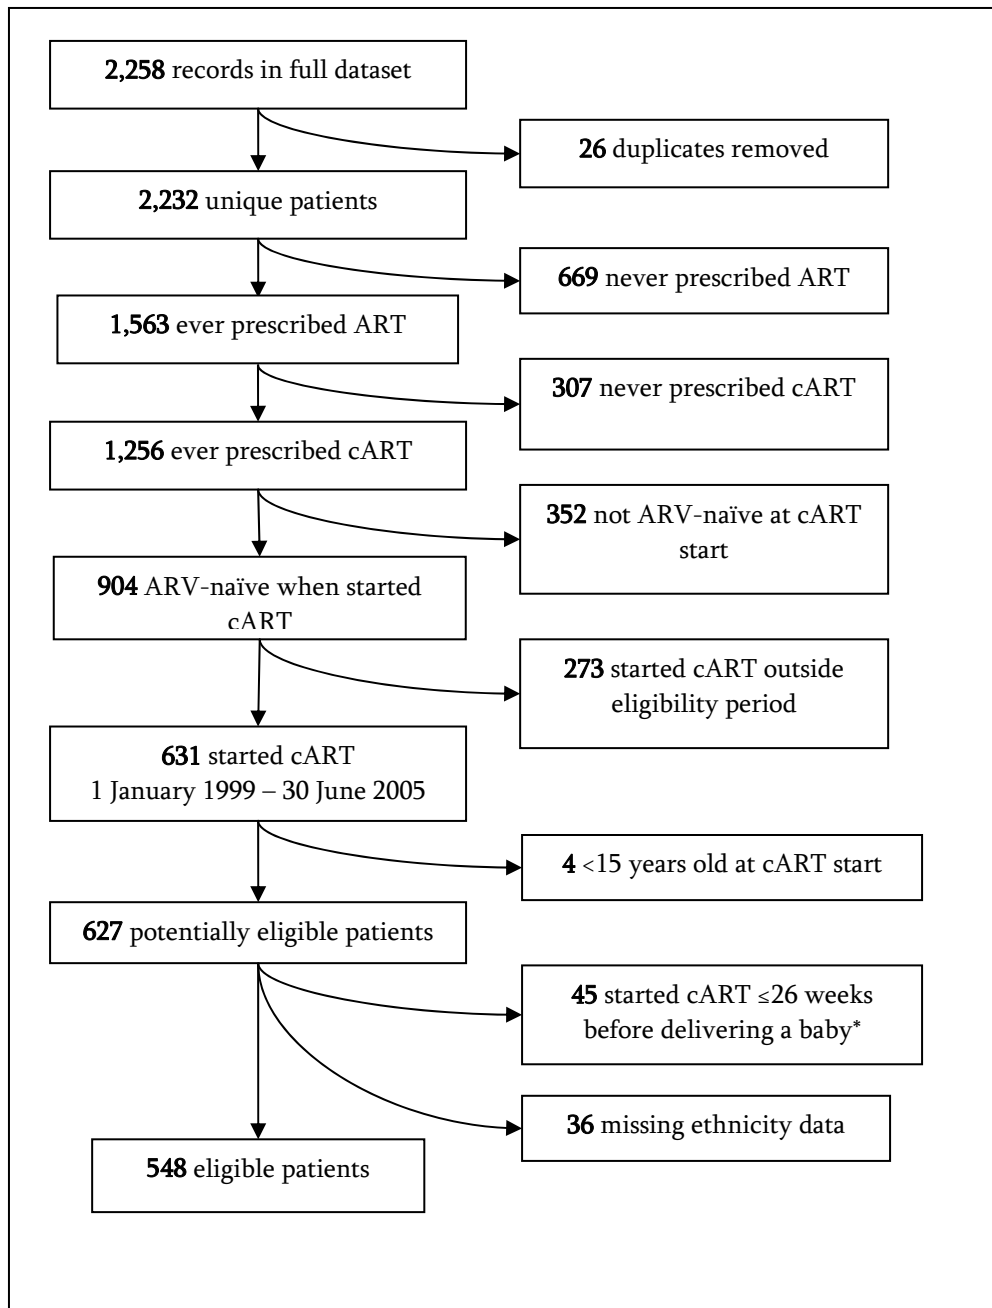 2,258 records in full dataset
26 duplicates removed
2,232 unique patients
669 never prescribed ART
1,563 ever prescribed ART
307 never prescribed cART
1,256 ever prescribed cART
352 not ARV-naïve at cART
start
904 ARV-naïve when started
cART
273 started cART outside
eligibility period
631 started cART
1 January 1999 – 30 June 2005
4 <15 years old at cART start
627 potentially eligible patients
45 started cART ≤26 weeks
before delivering a baby*
36 missing ethnicity data
548 eligible patients